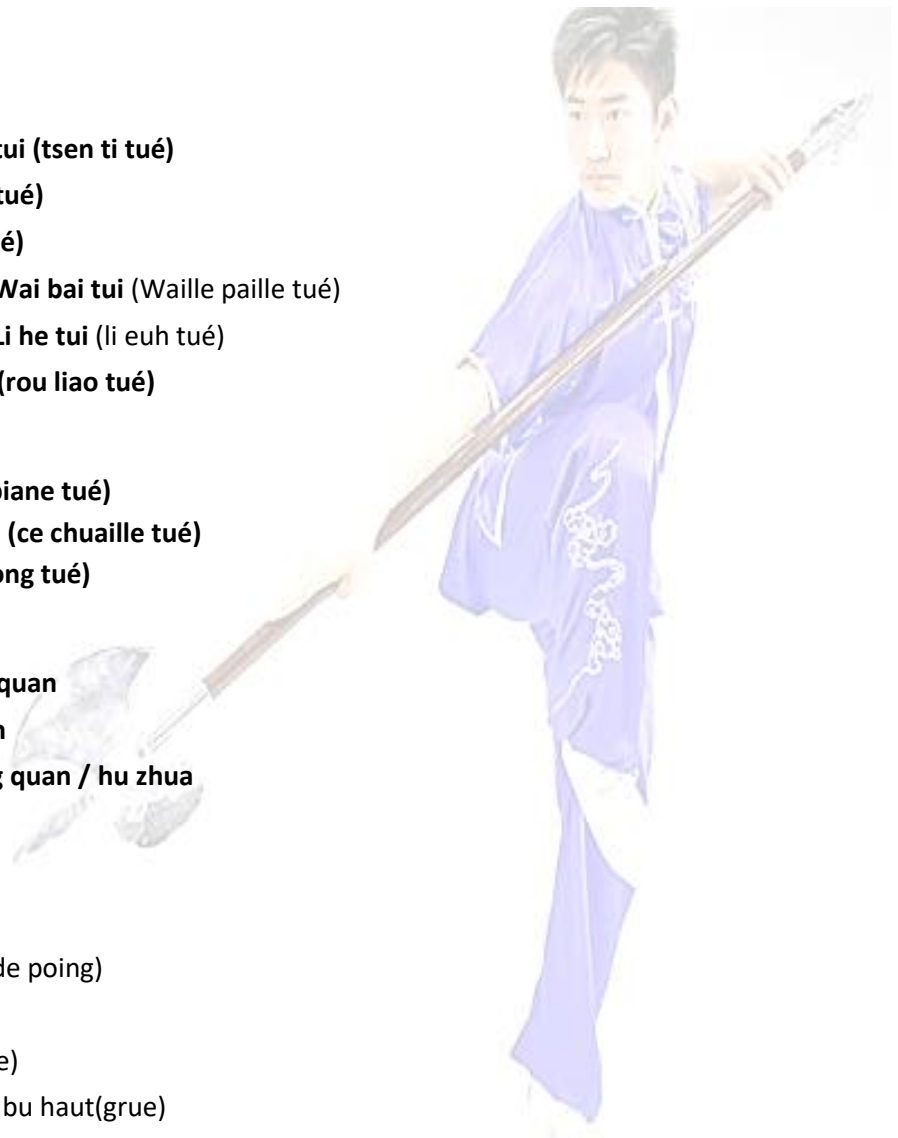 tui (tsen ti tué)
tué)
é)
Wai bai tui (Waille paille tué)
Li he tui (li euh tué)
(rou liao tué)
piane tué)
(ce chuaille tué)
ong tué)
quan
n
g quan / hu zhua
de poing)
e)
bu haut(grue)